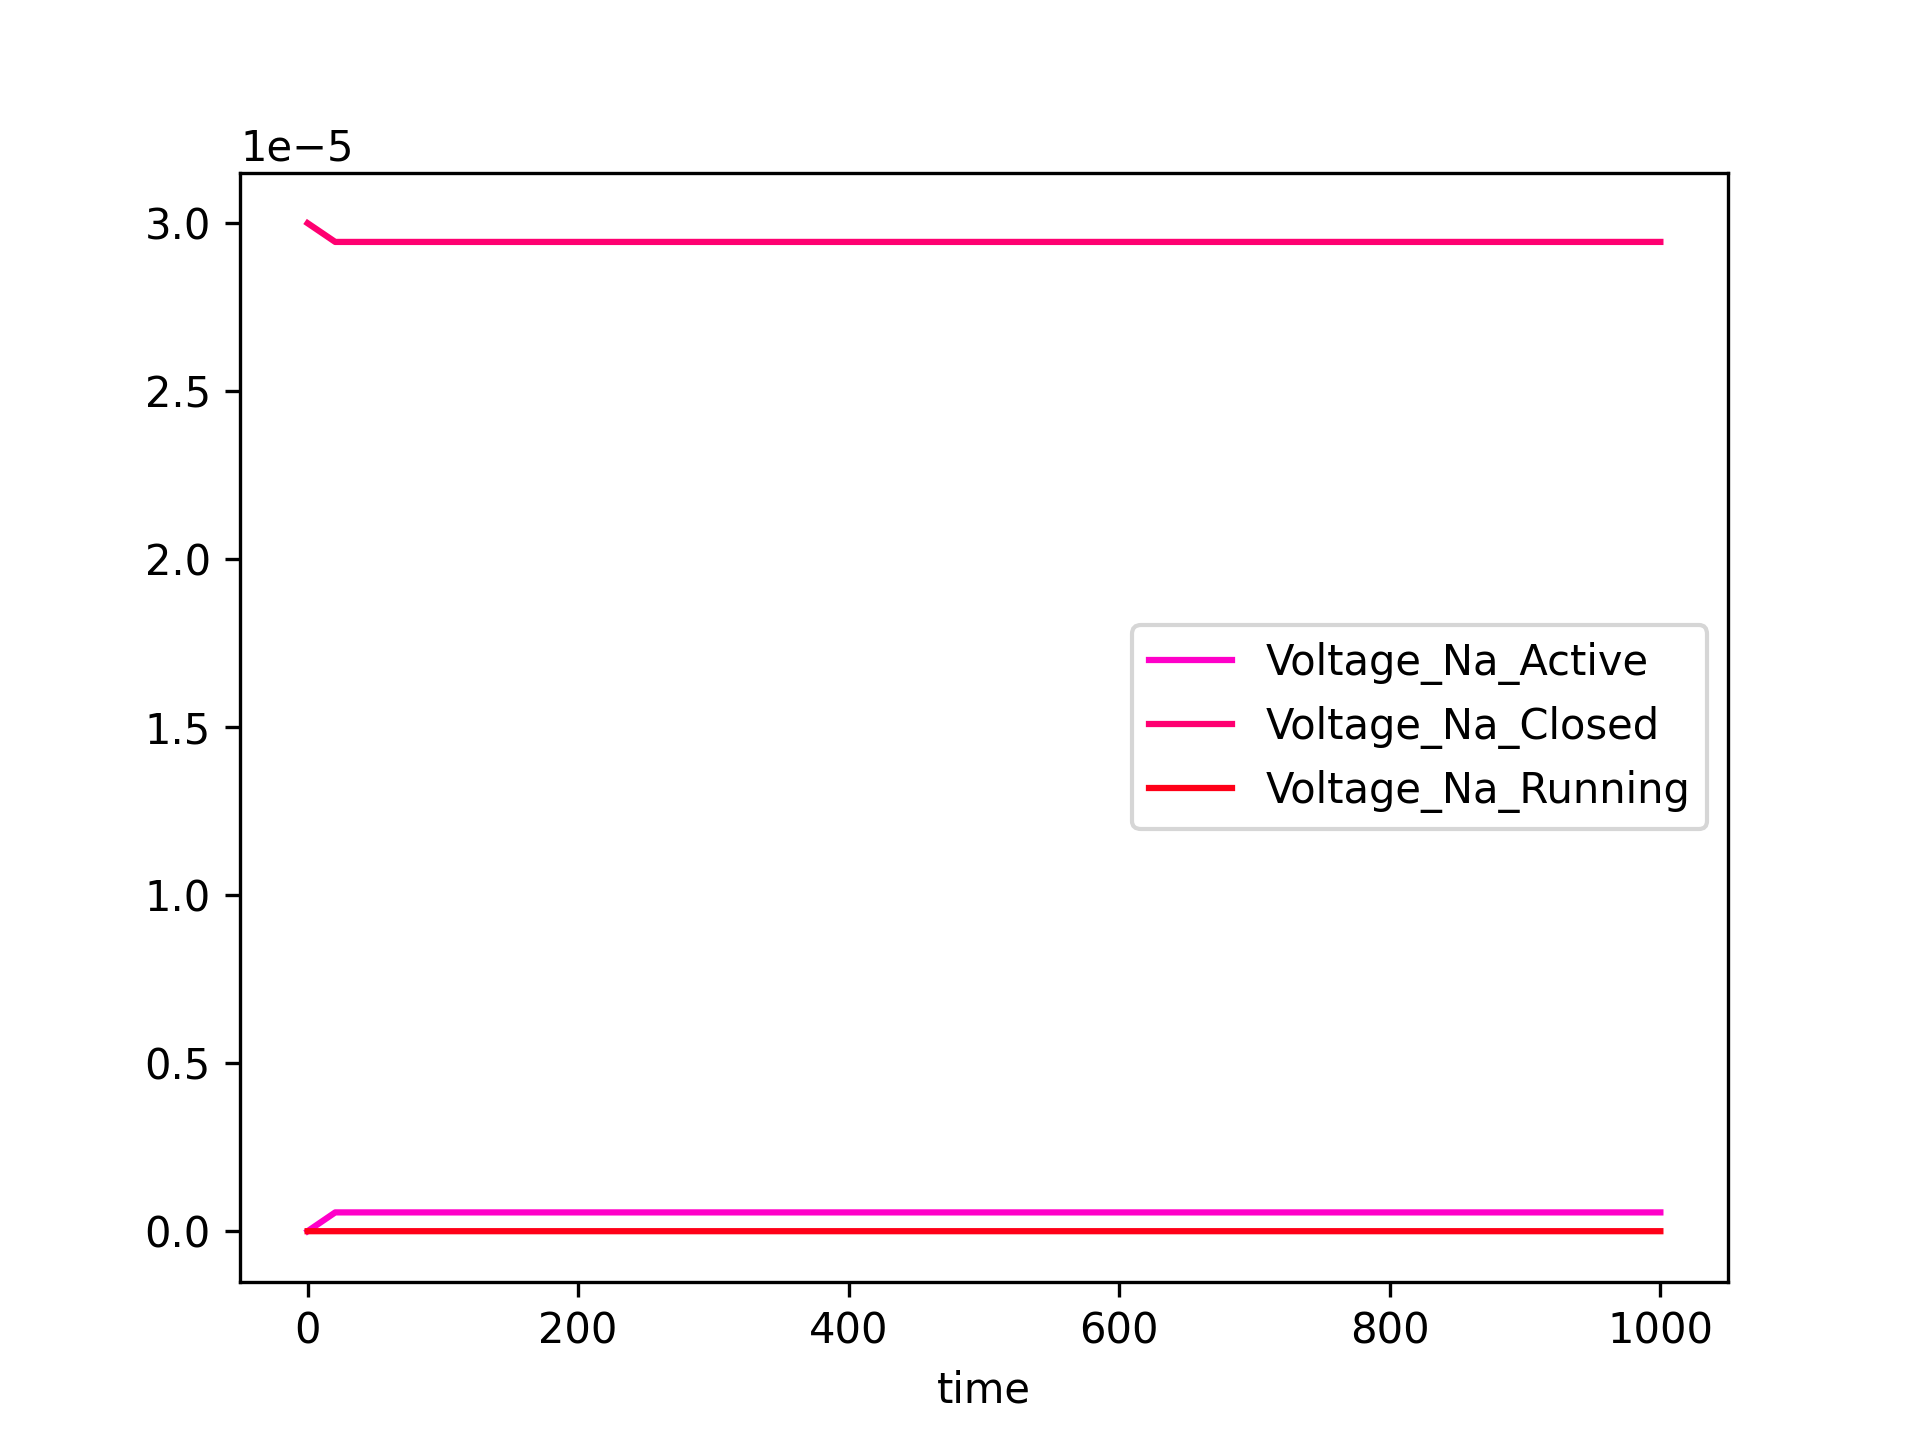 1e−5
3.0
2.5
2.0
1.5
1.0
0.5
0.0
Voltage_Na_Active
Voltage_Na_Closed
Voltage_Na_Running
0 200 400 600 800 1000
time